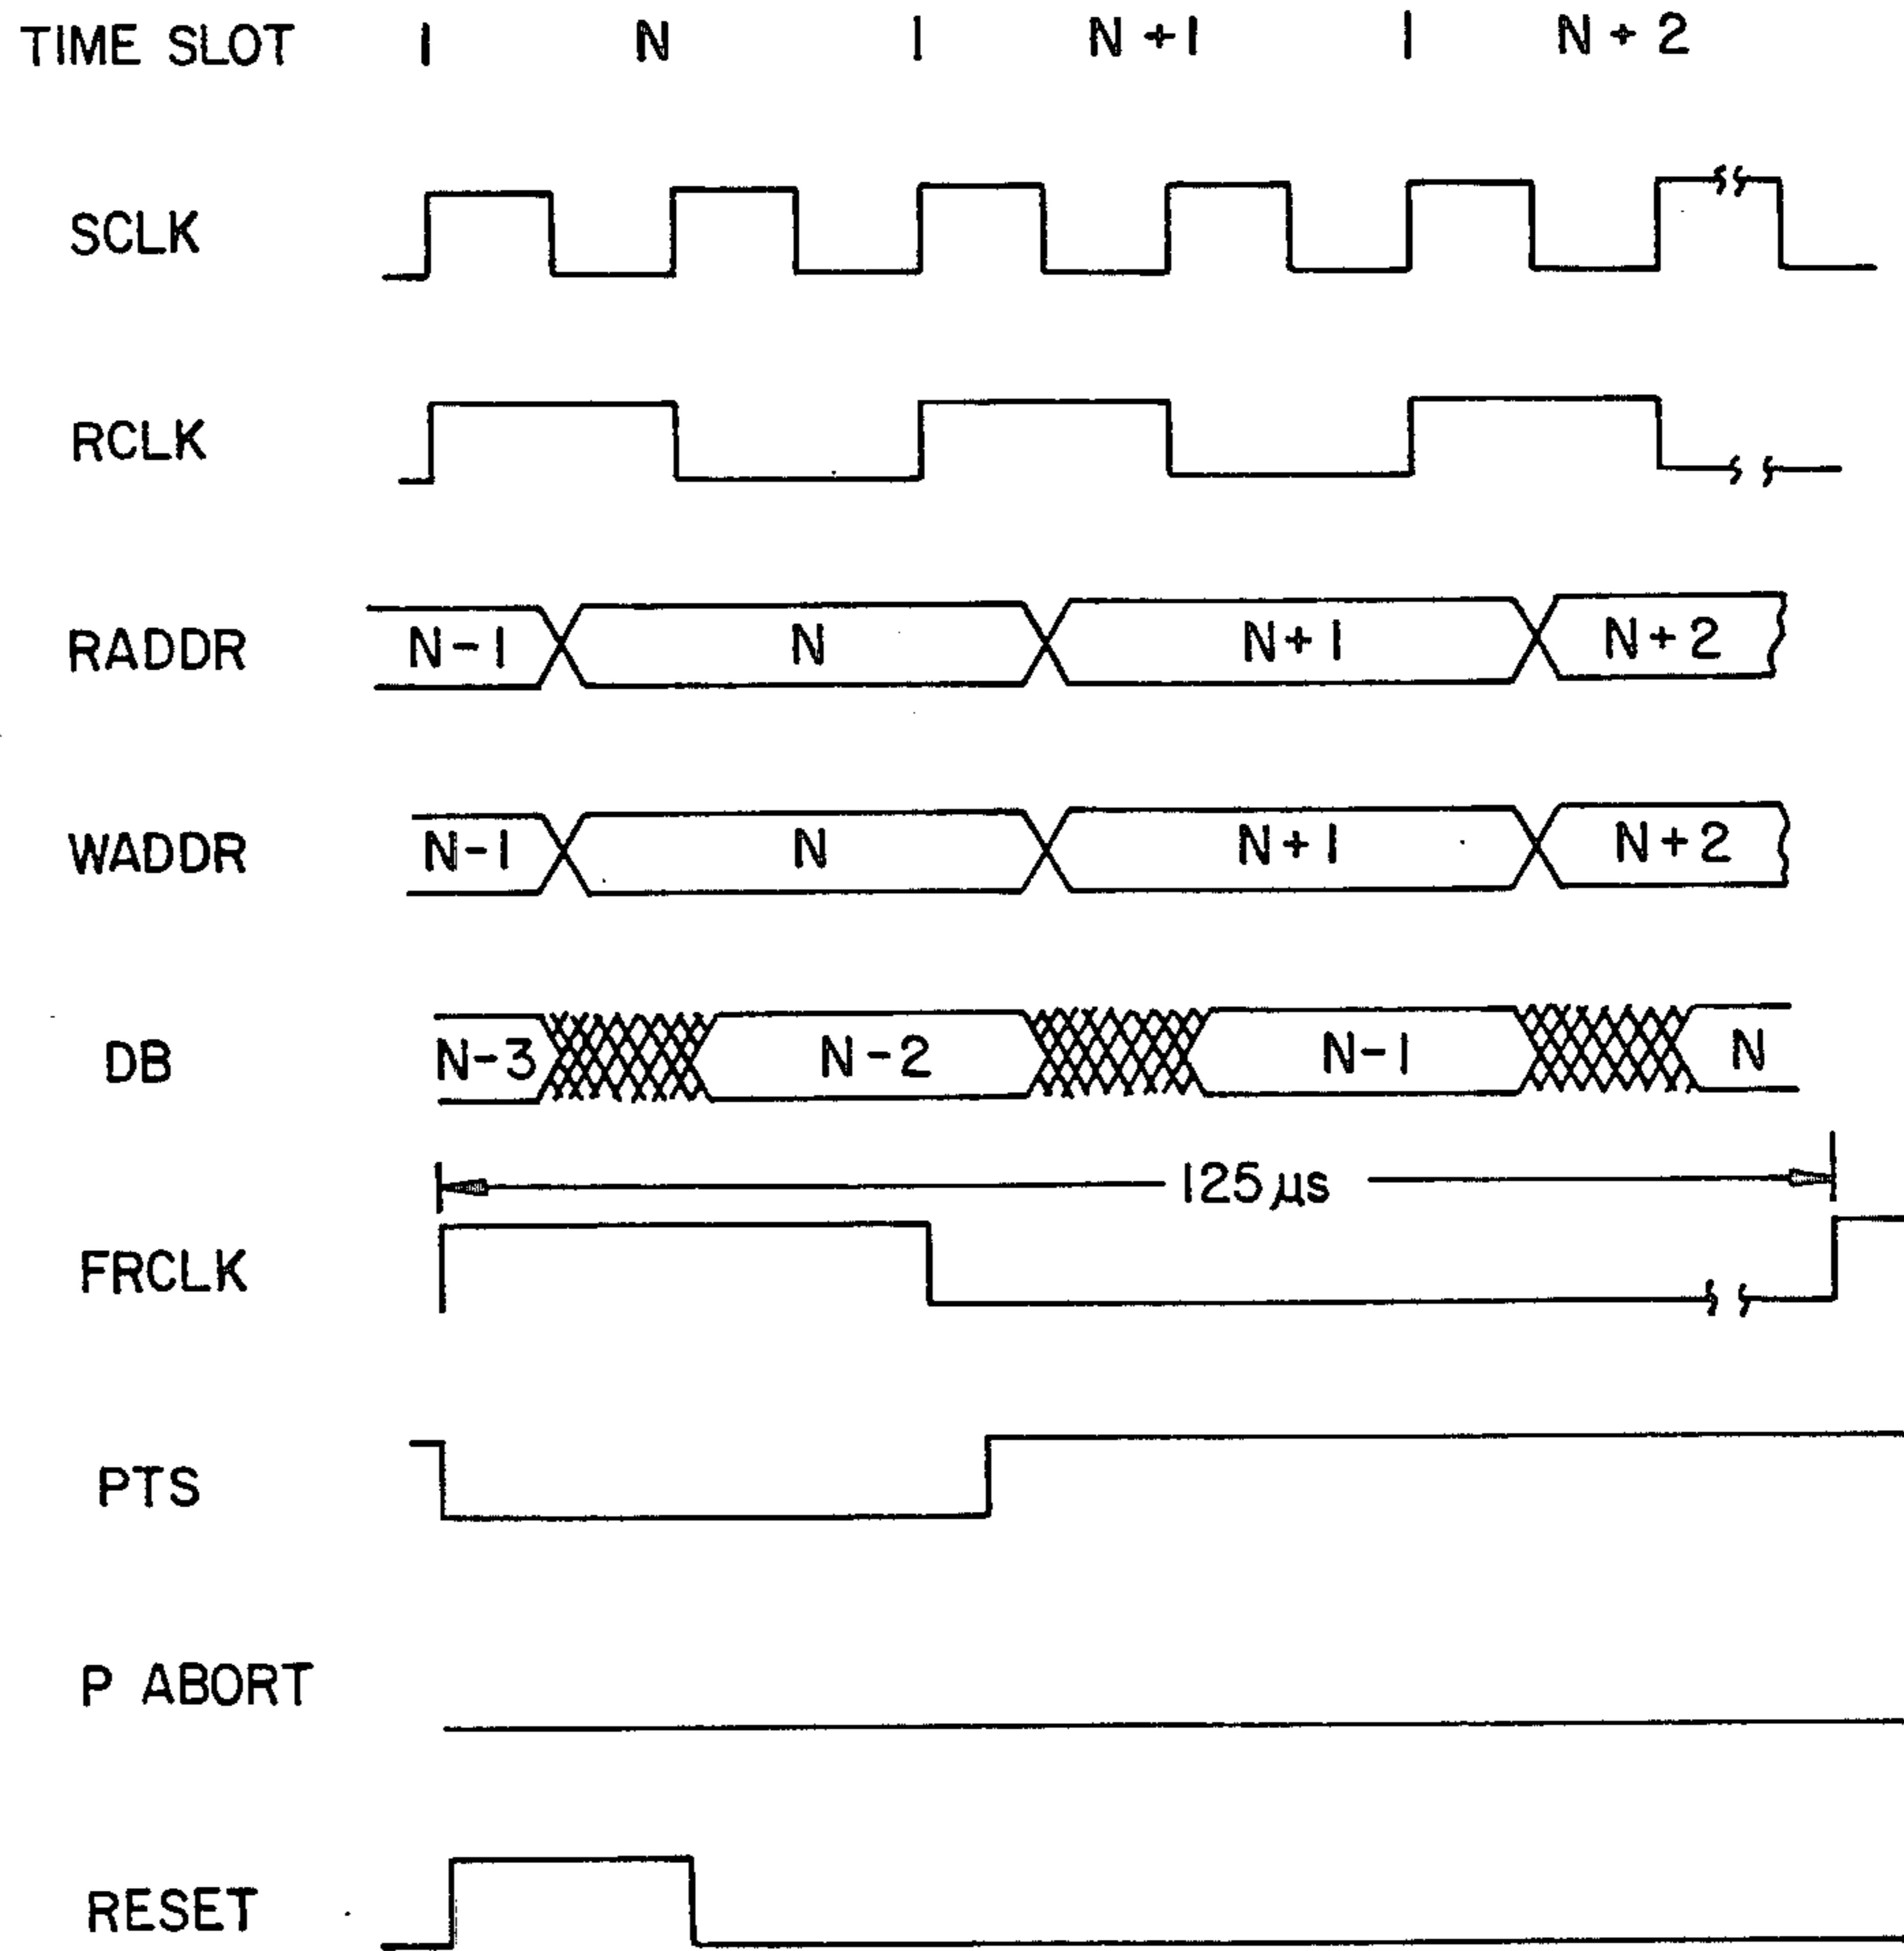 TIME SLOT | N | N+1 | N+2
SCLK
RCLK
RADDR N-1 N N+1 N+2
WADDR N-1 N N+1 N+2
DB N-3 N-2 N-1 N
125μs
FRCLK
PTS
P ABORT
RESET